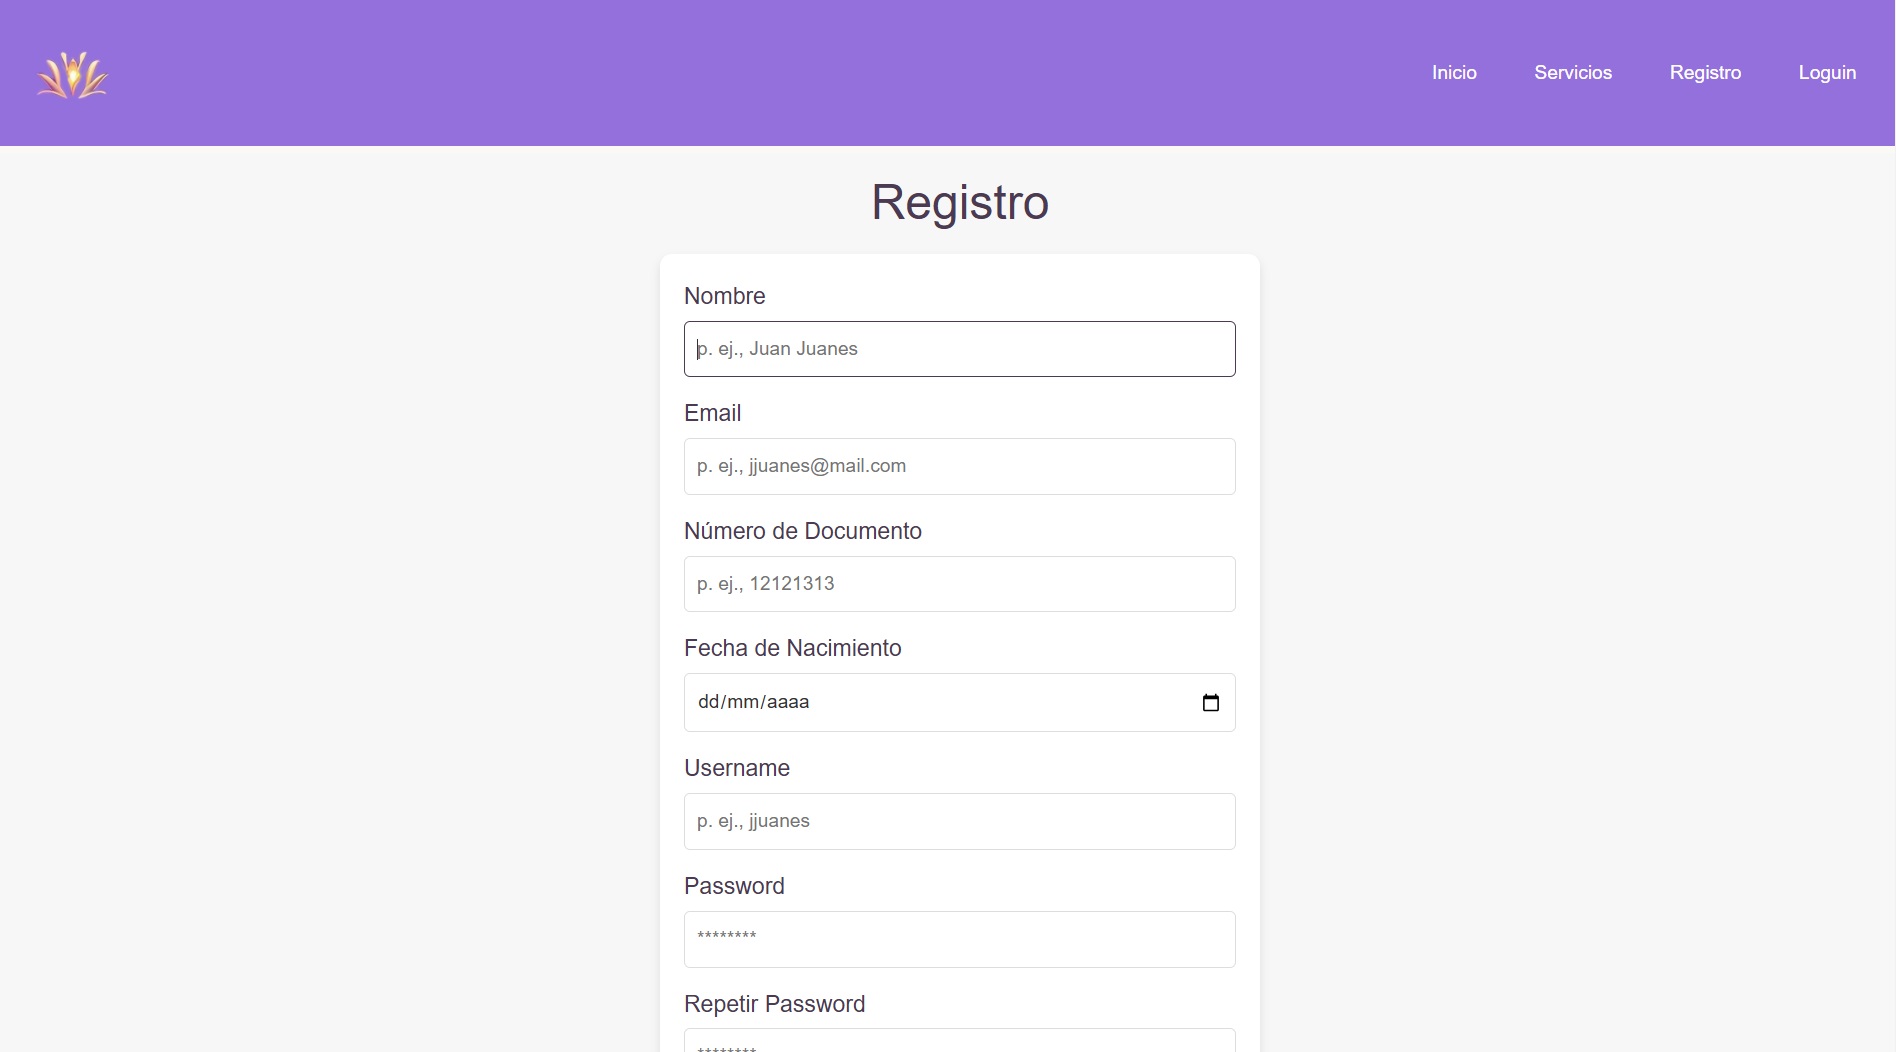 Inicio Servicios Registro Loguin
Registro
Nombre
p. ej., Juan Juanes
Email
p. ej., jjuanes@mail.com
Número de Documento
p. ej., 12121313
Fecha de Nacimiento
dd/mm/aaaa
Username
p. ej., jjuanes
Password
********
Repetir Password
********